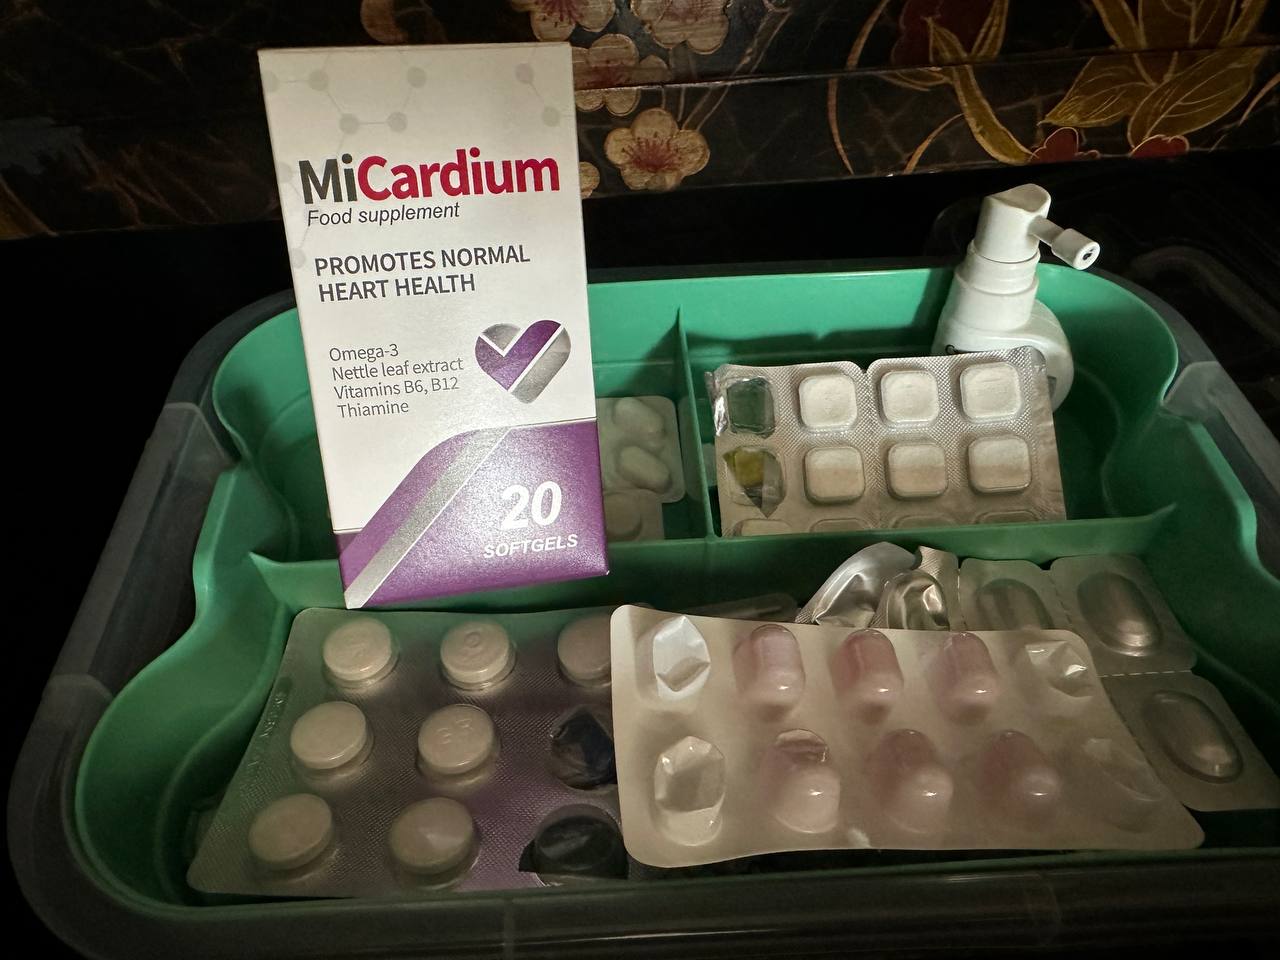 MiCardium
Food supplement
PROMOTES NORMAL
HEART HEALTH
Omega-3
Nettle leaf extract
Vitamins B6, B12
Thiamine
20
SOFTGELS